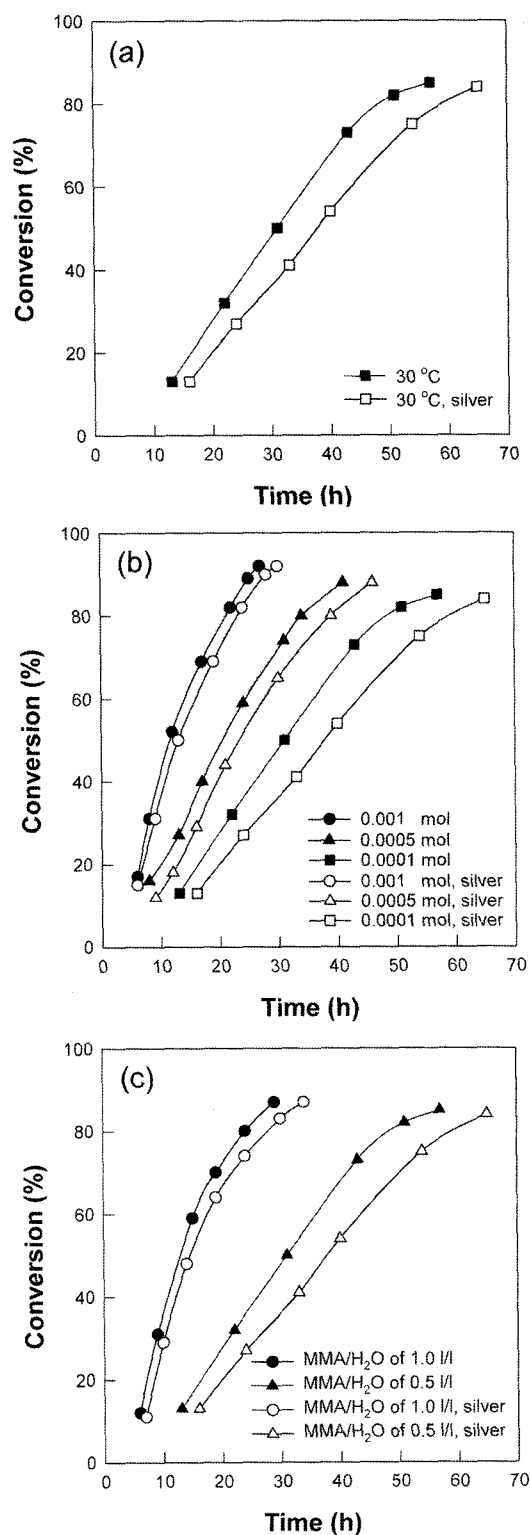 (a)
Conversion (%)
100
80
60
40
20
0
30 °C
30 °C, silver
0 10 20 30 40 50 60 70
Time (h)
(b)
Conversion (%)
100
80
60
40
20
0
0.001 mol
0.0005 mol
0.0001 mol
0.001 mol, silver
0.0005 mol, silver
0.0001 mol, silver
0 10 20 30 40 50 60 70
Time (h)
(c)
Conversion (%)
100
80
60
40
20
0
MMA/H₂O of 1.0 l/l
MMA/H₂O of 0.5 l/l
MMA/H₂O of 1.0 l/l, silver
MMA/H₂O of 0.5 l/l, silver
0 10 20 30 40 50 60 70
Time (h)